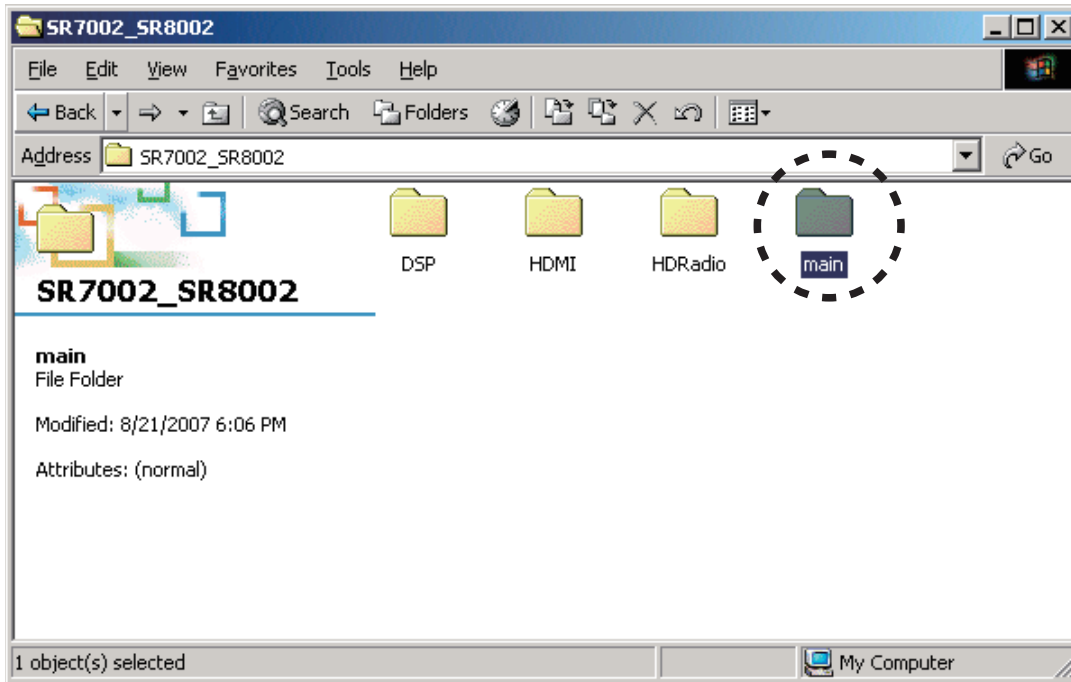 SR7002_SR8002
File Edit View Favorites Tools Help
Back Search Folders
Address SR7002_SR8002 Go
DSP HDMI HDRadio main
SR7002_SR8002
main
File Folder
Modified: 8/21/2007 6:06 PM
Attributes: (normal)
1 object(s) selected My Computer